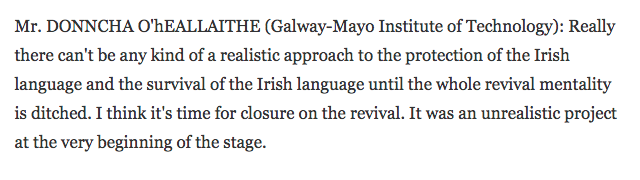 Mr. DONNCHA O'hEALLAITHE (Galway-Mayo Institute of Technology): Really
there can't be any kind of a realistic approach to the protection of the Irish
language and the survival of the Irish language until the whole revival mentality
is ditched. I think it's time for closure on the revival. It was an unrealistic project
at the very beginning of the stage.